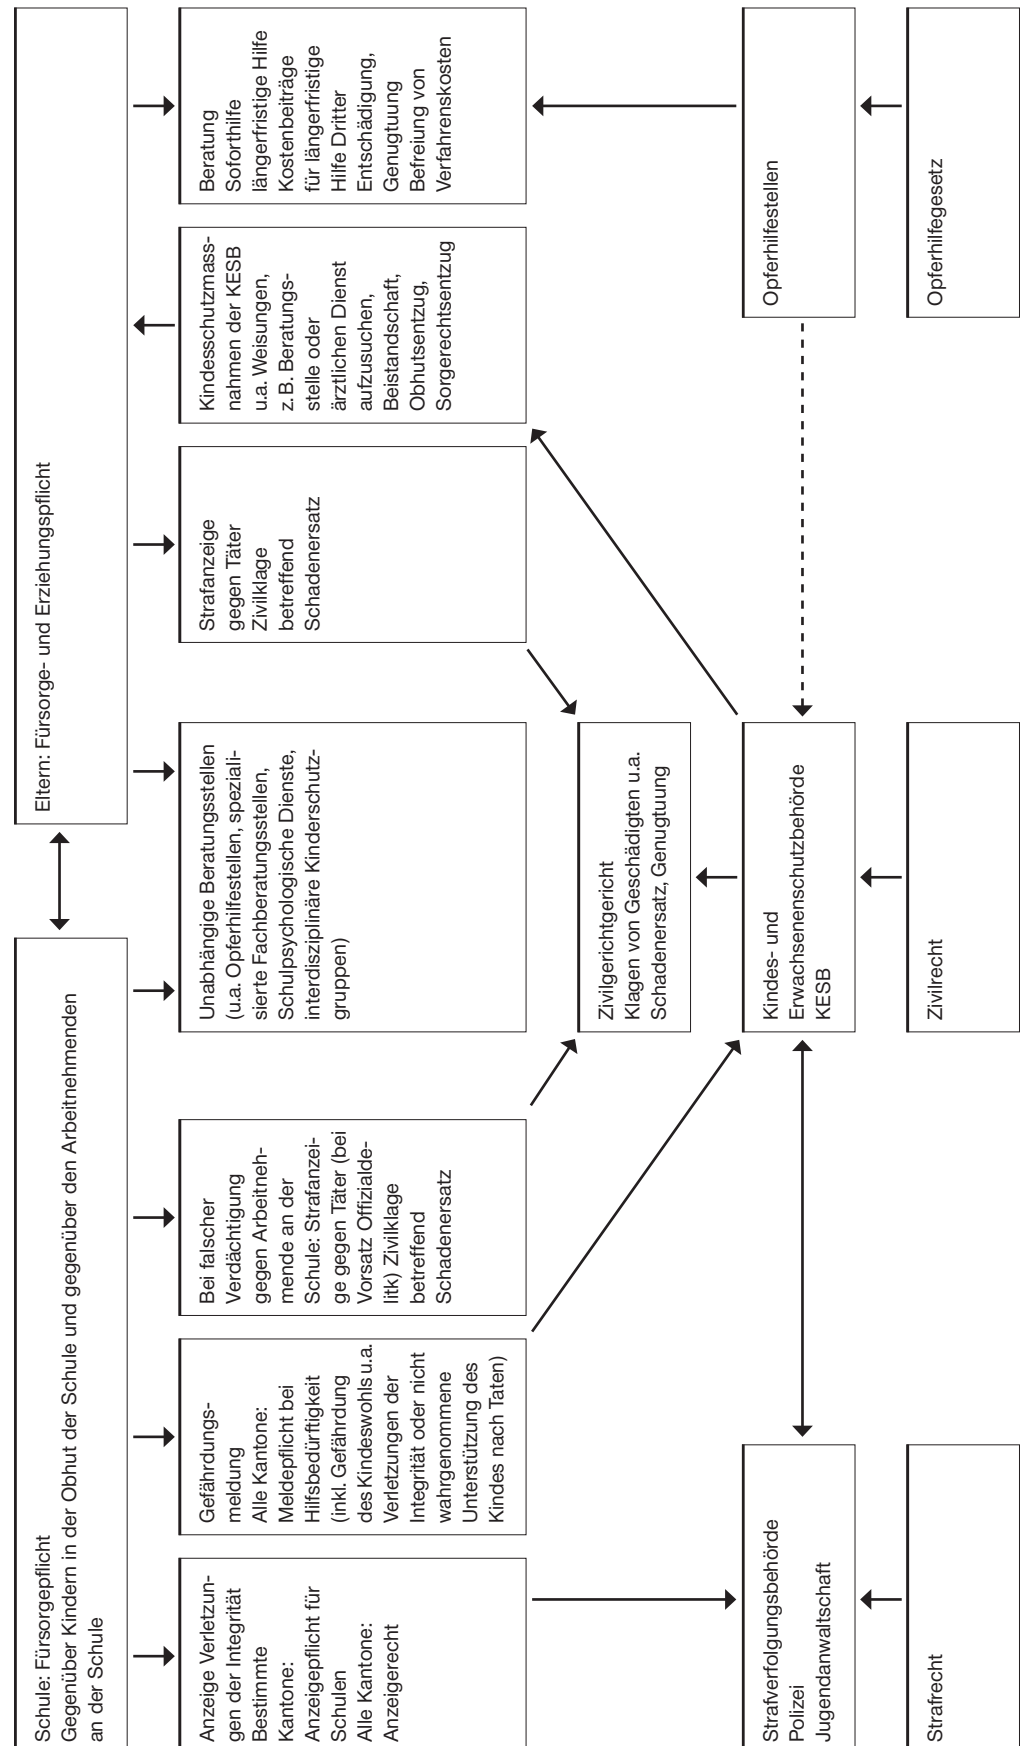 Schule: Fürsorgepflicht
Gegenüber Kindern in der Obhut der Schule und gegenüber den Arbeitnehmenden
an der Schule
Eltern: Fürsorge- und Erziehungspflicht
Anzeige Verletzun-
gen der Integrität
Bestimmte
Kantone:
Anzeigepflicht für
Schulen
Alle Kantone:
Anzeigerecht
Gefährdungs-
meldung
Alle Kantone:
Meldepflicht bei
Hilfsbedürftigkeit
(inkl. Gefährdung
des Kindeswohls u.a.
Verletzungen der
Integrität oder nicht
wahrgenommene
Unterstützung des
Kindes nach Taten)
Bei falscher
Verdächtigung
gegen Arbeitneh-
mende an der
Schule: Strafanzei-
ge gegen Täter (bei
Vorsatz Offizialde-
litk) Zivilklage
betreffend
Schadenersatz
Unabhängige Beratungsstellen
(u.a. Opferhilfestellen, speziali-
sierte Fachberatungsstellen,
Schulpsychologische Dienste,
interdisziplinäre Kinderschutz-
gruppen)
Strafanzeige
gegen Täter
Zivilklage
betreffend
Schadenersatz
Kindesschutzmass-
nahmen der KESB
u.a. Weisungen,
z.B. Beratungs-
stelle oder
ärztlichen Dienst
aufzusuchen,
Beistandschaft,
Obhutsentzug,
Sorgerechtsentzug
Beratung
Soforthilfe
längerfristige Hilfe
Kostenbeiträge
für längerfristige
Hilfe Dritter
Entschädigung,
Genugtuung
Befreiung von
Verfahrenskosten
Zivilgerichtgericht
Klagen von Geschädigten u.a.
Schadenersatz, Genugtuung
Strafverfolgungsbehörde
Polizei
Jugendanwaltschaft
Kindes- und
Erwachsenenschutzbehörde
KESB
Opferhilfestellen
Strafrecht
Zivilrecht
Opferhilfegesetz